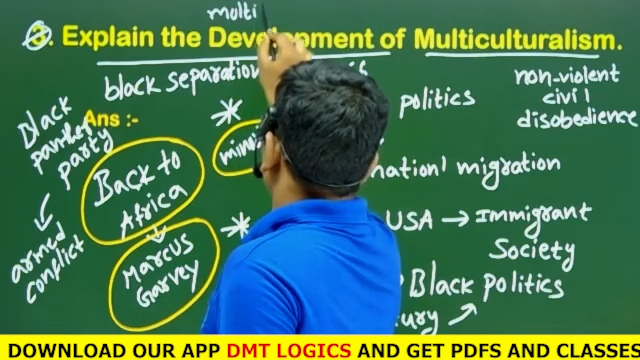 multi
3. Explain the Development of Multiculturalism.
black separation
non-violent
civil
disobedience
politics
Black
panther
party
Ans :-
armed
conflict
Back to
Africa
Marcus
Garvey
migration
USA → Immigrant
Society
Black politics
DOWNLOAD OUR APP DMT LOGICS AND GET PDFS AND CLASSES